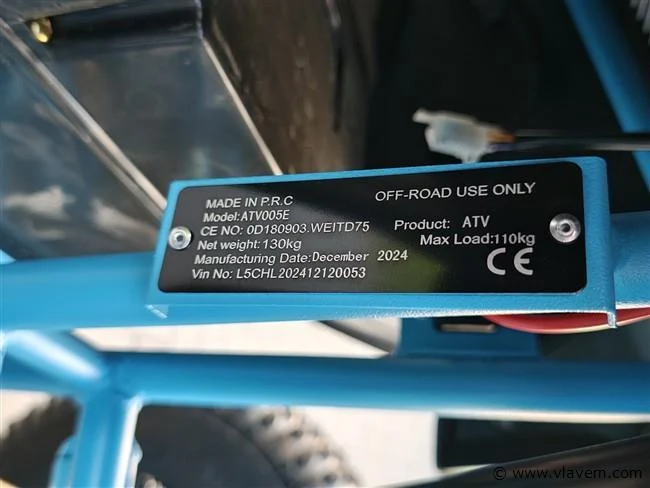 MADE IN P.R.C
OFF-ROAD USE ONLY
Model:ATV005E
CE NO: 0D180903.WEITD75
Product: ATV
Net weight:130kg
Max Load:110kg
Manufacturing Date:December 2024
CE
Vin No: L5CHL202412120053
© www.vlavem.com